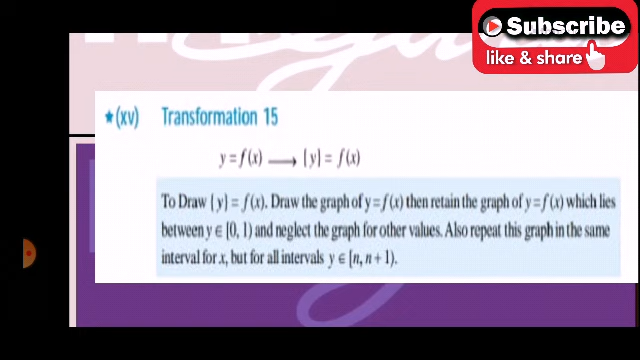 Subscribe
like & share
★(xv) Transformation 15
y = f(x) ⟶ {y} = f(x)
To Draw {y} = f(x). Draw the graph of y = f(x) then retain the graph of y = f(x) which lies
between y ∈ [0, 1) and neglect the graph for other values. Also repeat this graph in the same
interval for x, but for all intervals y ∈ [n, n + 1).